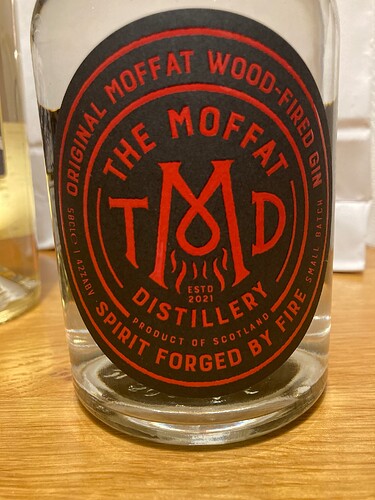 ORIGINAL MOFFAT WOOD-FIRED GIN
THE MOFFAT
TMD
ESTD
2021
DISTILLERY
PRODUCT OF SCOTLAND
SPIRIT FORGED BY FIRE
SMALL BATCH